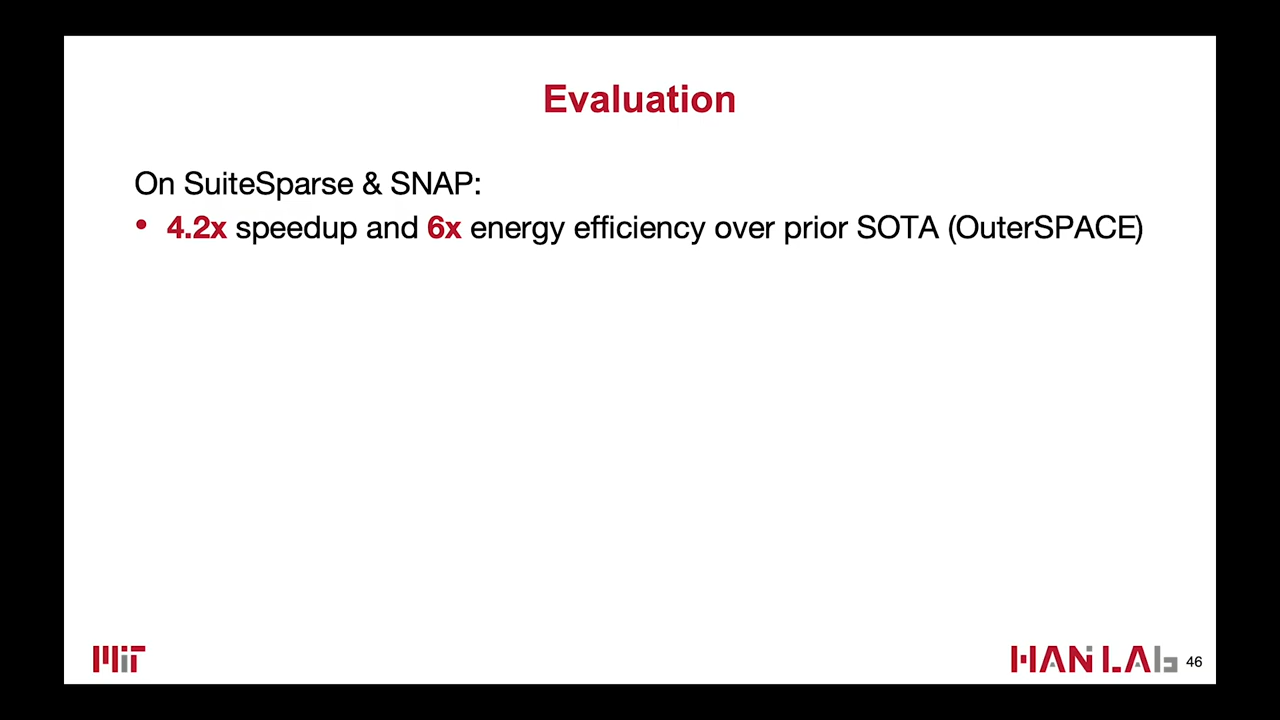 Evaluation
On SuiteSparse & SNAP:
• 4.2x speedup and 6x energy efficiency over prior SOTA (OuterSPACE)
MIT
HAN LAB 46